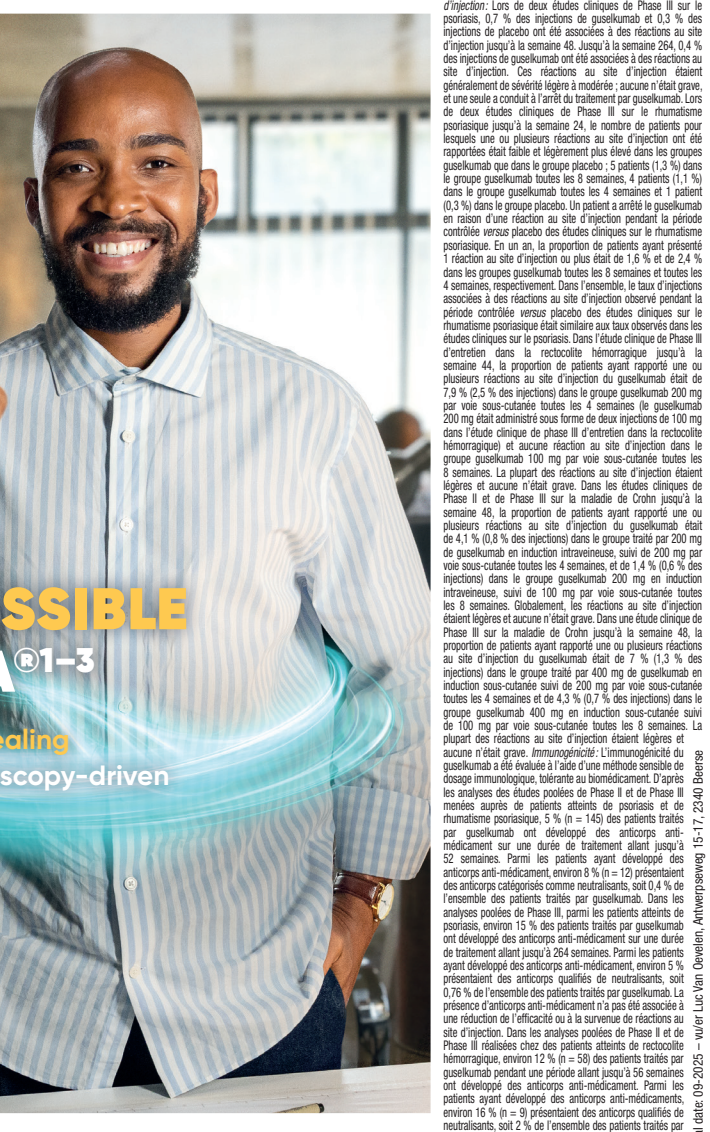 SSIBLE
A®1–3
ealing
scopy-driven
d'injection : Lors de deux études cliniques de Phase III sur le
psoriasis, 0,7 % des injections de guselkumab et 0,3 % des
injections de placebo ont été associées à des réactions au site
d'injection jusqu'à la semaine 48. Jusqu'à la semaine 264, 0,4 %
des injections de guselkumab ont été associées à des réactions au
site d'injection. Ces réactions au site d'injection étaient
généralement de sévérité légère à modérée ; aucune n'était grave,
et une seule a conduit à l'arrêt du traitement par guselkumab. Lors
de deux études cliniques de Phase III sur le rhumatisme
psoriasique jusqu'à la semaine 24, le nombre de patients pour
lesquels une ou plusieurs réactions au site d'injection ont été
rapportées était faible et légèrement plus élevé dans les groupes
guselkumab que dans le groupe placebo ; 5 patients (1,3 %) dans
le groupe guselkumab toutes les 8 semaines, 4 patients (1,1 %)
dans le groupe guselkumab toutes les 4 semaines et 1 patient
(0,3 %) dans le groupe placebo. Un patient a arrêté le guselkumab
en raison d'une réaction au site d'injection pendant la période
contrôlée versus placebo des études cliniques sur le rhumatisme
psoriasique. En un an, la proportion de patients ayant présenté
1 réaction au site d'injection ou plus était de 1,6 % et de 2,4 %
dans les groupes guselkumab toutes les 8 semaines et toutes les
4 semaines, respectivement. Dans l'ensemble, le taux d'injections
associées à des réactions au site d'injection observé pendant la
période contrôlée versus placebo des études cliniques sur le
rhumatisme psoriasique était similaire aux taux observés dans les
études cliniques sur le psoriasis. Dans l'étude clinique de Phase III
d'entretien dans la rectocolite hémorragique jusqu'à la
semaine 44, la proportion de patients ayant rapporté une ou
plusieurs réactions au site d'injection du guselkumab était de
7,9 % (2,5 % des injections) dans le groupe guselkumab 200 mg
par voie sous-cutanée toutes les 4 semaines (le guselkumab
200 mg était administré sous forme de deux injections de 100 mg
dans l'étude clinique de phase III d'entretien dans la rectocolite
hémorragique) et aucune réaction au site d'injection dans le
groupe guselkumab 100 mg par voie sous-cutanée toutes les
8 semaines. La plupart des réactions au site d'injection étaient
légères et aucune n'était grave. Dans les études cliniques de
Phase II et de Phase III sur la maladie de Crohn jusqu'à la
semaine 48, la proportion de patients ayant rapporté une ou
plusieurs réactions au site d'injection du guselkumab était
de 4,1 % (0,8 % des injections) dans le groupe traité par 200 mg
de guselkumab en induction intraveineuse, suivi de 200 mg par
voie sous-cutanée toutes les 4 semaines, et de 1,4 % (0,6 % des
injections) dans le groupe guselkumab 200 mg en induction
intraveineuse, suivi de 100 mg par voie sous-cutanée toutes
les 8 semaines. Globalement, les réactions au site d'injection
étaient légères et aucune n'était grave. Dans une étude clinique de
Phase III sur la maladie de Crohn jusqu'à la semaine 48, la
proportion de patients ayant rapporté une ou plusieurs réactions
au site d'injection du guselkumab était de 7 % (1,3 % des
injections) dans le groupe traité par 400 mg de guselkumab en
induction sous-cutanée suivi de 200 mg par voie sous-cutanée
toutes les 4 semaines et de 4,3 % (0,7 % des injections) dans le
groupe guselkumab 400 mg en induction sous-cutanée suivi
de 100 mg par voie sous-cutanée toutes les 8 semaines. La
plupart des réactions au site d'injection étaient légères et
aucune n'était grave. Immunogénicité : L'immunogénicité du
guselkumab a été évaluée à l'aide d'une méthode sensible de
dosage immunologique, tolérante au biomédicament. D'après
les analyses des études poolées de Phase II et de Phase III
menées auprès de patients atteints de psoriasis et de
rhumatisme psoriasique, 5 % (n = 145) des patients traités
par guselkumab ont développé des anticorps anti-
médicament sur une durée de traitement allant jusqu'à
52 semaines. Parmi les patients ayant développé des
anticorps anti-médicament, environ 8 % (n = 12) présentaient
des anticorps catégorisés comme neutralisants, soit 0,4 % de
l'ensemble des patients traités par guselkumab. Dans les
analyses poolées de Phase III, parmi les patients atteints de
psoriasis, environ 15 % des patients traités par guselkumab
ont développé des anticorps anti-médicament sur une durée
de traitement allant jusqu'à 264 semaines. Parmi les patients
ayant développé des anticorps anti-médicament, environ 5 %
présentaient des anticorps qualifiés de neutralisants, soit
0,76 % de l'ensemble des patients traités par guselkumab. La
présence d'anticorps anti-médicament n'a pas été associée à
une réduction de l'efficacité ou à la survenue de réactions au
site d'injection. Dans les analyses poolées de Phase II et de
Phase III réalisées chez des patients atteints de rectocolite
hémorragique, environ 12 % (n = 58) des patients traités par
guselkumab pendant une période allant jusqu'à 56 semaines
ont développé des anticorps anti-médicament. Parmi les
patients ayant développé des anticorps anti-médicaments,
environ 16 % (n = 9) présentaient des anticorps qualifiés de
neutralisants, soit 2 % de l'ensemble des patients traités par
al date: 09-2025 – vu/er Luc Van Oevelen, Antwerpseweg 15-17, 2340 Beerse